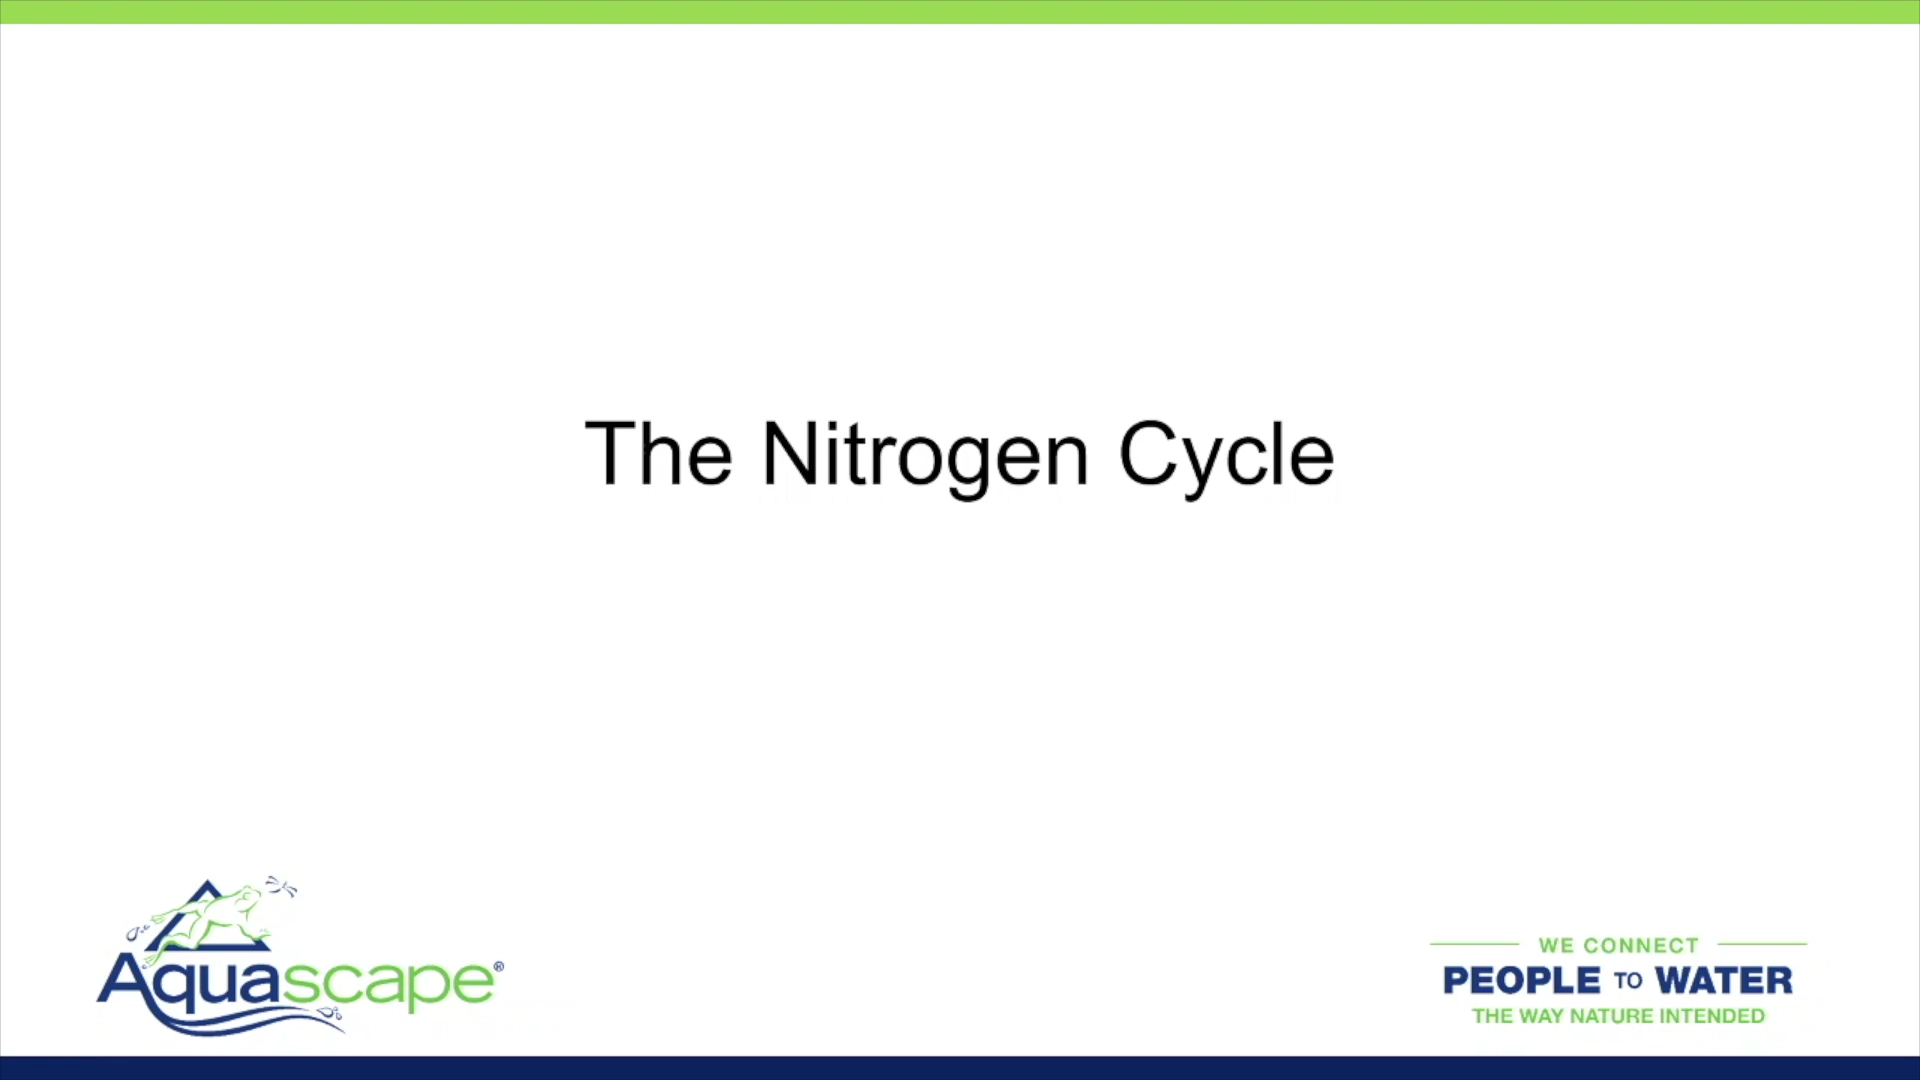 The Nitrogen Cycle
Aquascape®
WE CONNECT
PEOPLE TO WATER
THE WAY NATURE INTENDED